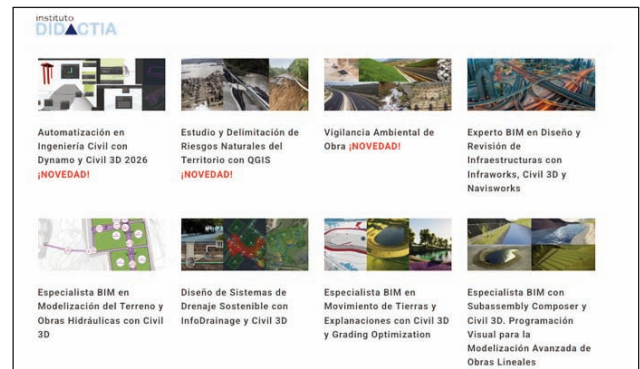 instituto
DIDACTIA
Automatización en
Ingeniería Civil con
Dynamo y Civil 3D 2026
¡NOVEDAD!
Estudio y Delimitación de
Riesgos Naturales del
Territorio con QGIS
¡NOVEDAD!
Vigilancia Ambiental de
Obra ¡NOVEDAD!
Experto BIM en Diseño y
Revisión de
Infraestructuras con
Infraworks, Civil 3D y
Navisworks
Especialista BIM en
Modelización del Terreno y
Obras Hidráulicas con Civil
3D
Diseño de Sistemas de
Drenaje Sostenible con
InfoDrainage y Civil 3D
Especialista BIM en
Movimiento de Tierras y
Explanaciones con Civil 3D
y Grading Optimization
Especialista BIM con
Subassembly Composer y
Civil 3D. Programación
Visual para la
Modelización Avanzada de
Obras Lineales